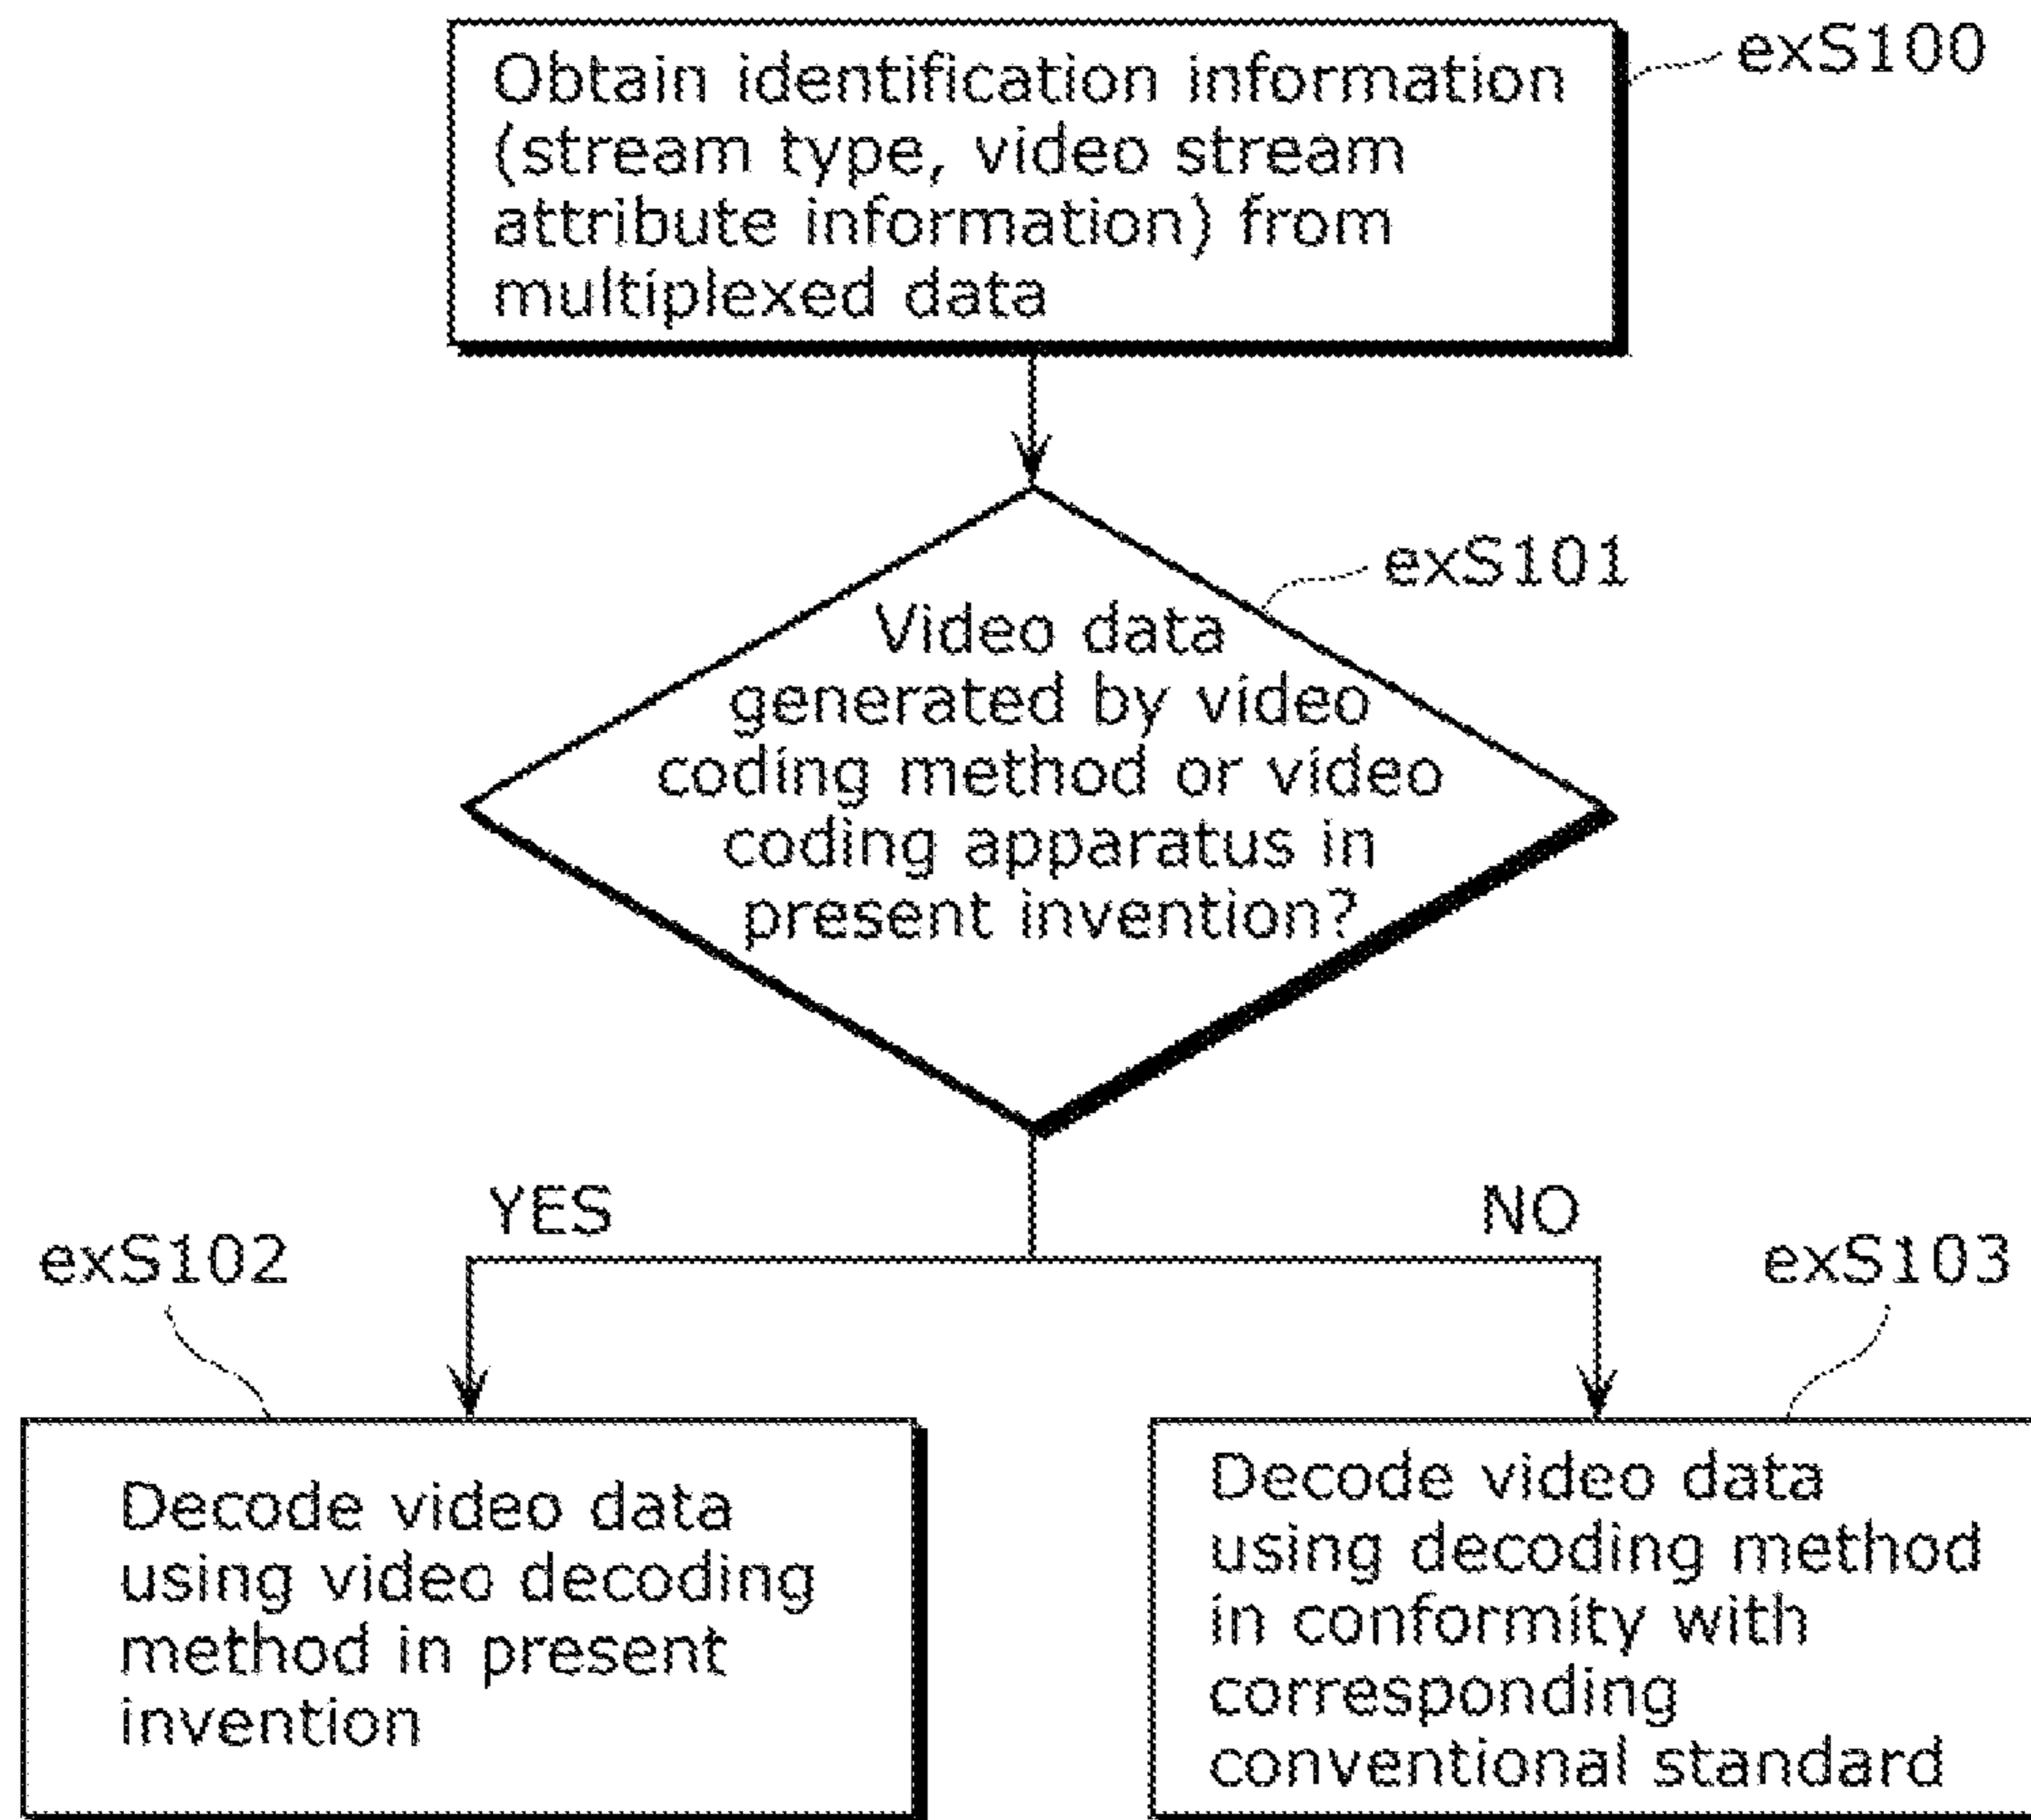 Obtain identification information
(stream type, video stream
attribute information) from
multiplexed data
exS100
exS101
Video data
generated by video
coding method or video
coding apparatus in
present invention?
YES
NO
exS102
exS103
Decode video data
using video decoding
method in present
invention
Decode video data
using decoding method
in conformity with
corresponding
conventional standard